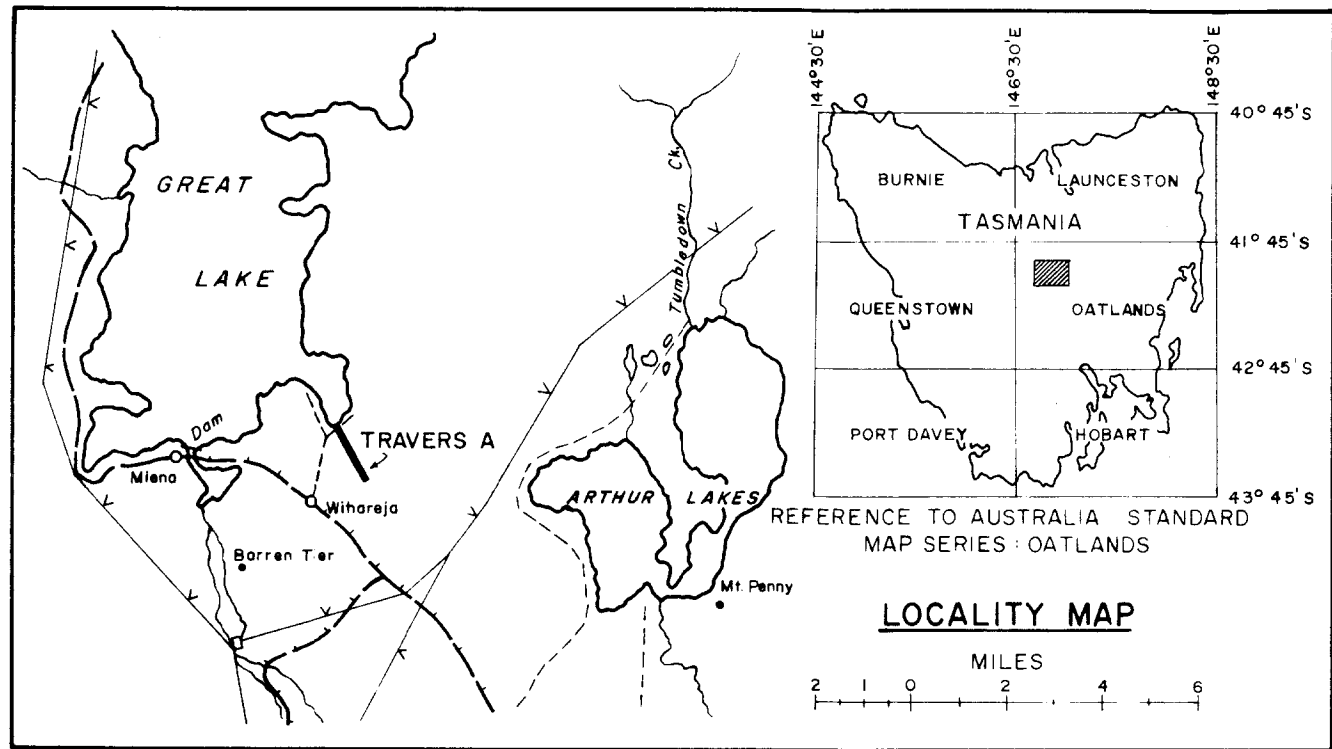 GREAT
LAKE
Dam
Miena
Wihareja
Barren Tier
TRAVERS A
Tumbledown Ck.
ARTHUR LAKES
Mt. Penny
144°30'E
146°30'E
148°30'E
40°45'S
41°45'S
42°45'S
43°45'S
BURNIE
LAUNCESTON
TASMANIA
QUEENSTOWN
OATLANDS
PORT DAVEY
HOBART
REFERENCE TO AUSTRALIA STANDARD
MAP SERIES : OATLANDS
LOCALITY MAP
MILES
2 1 0 2 4 6